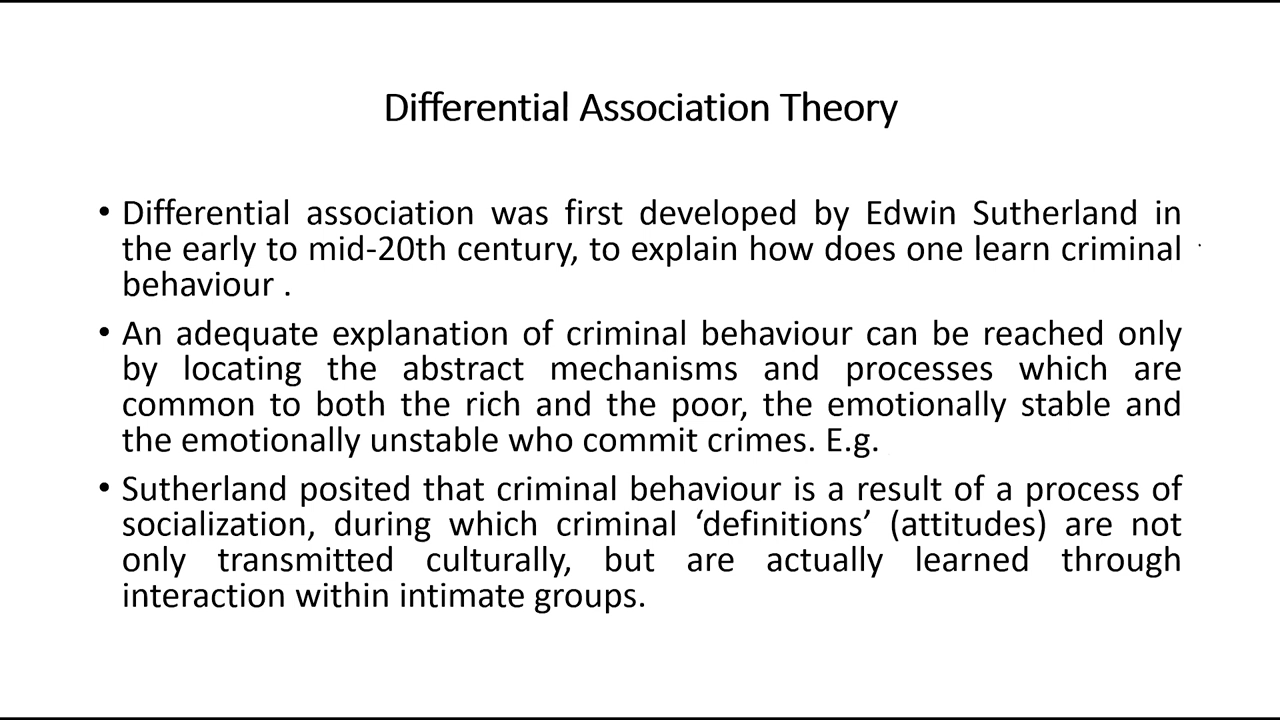 Differential Association Theory
• Differential association was first developed by Edwin Sutherland in
the early to mid-20th century, to explain how does one learn criminal
behaviour .
• An adequate explanation of criminal behaviour can be reached only
by locating the abstract mechanisms and processes which are
common to both the rich and the poor, the emotionally stable and
the emotionally unstable who commit crimes. E.g.
• Sutherland posited that criminal behaviour is a result of a process of
socialization, during which criminal ‘definitions’ (attitudes) are not
only transmitted culturally, but are actually learned through
interaction within intimate groups.